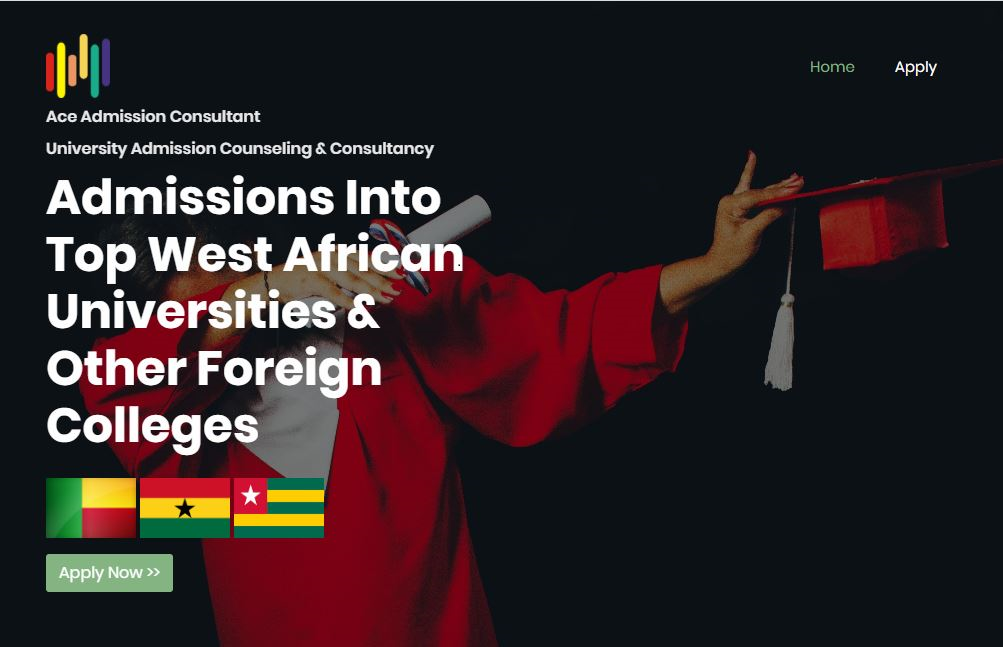 Home
Apply
Ace Admission Consultant
University Admission Counseling & Consultancy
Admissions Into
Top West African
Universities &
Other Foreign
Colleges
Apply Now >>